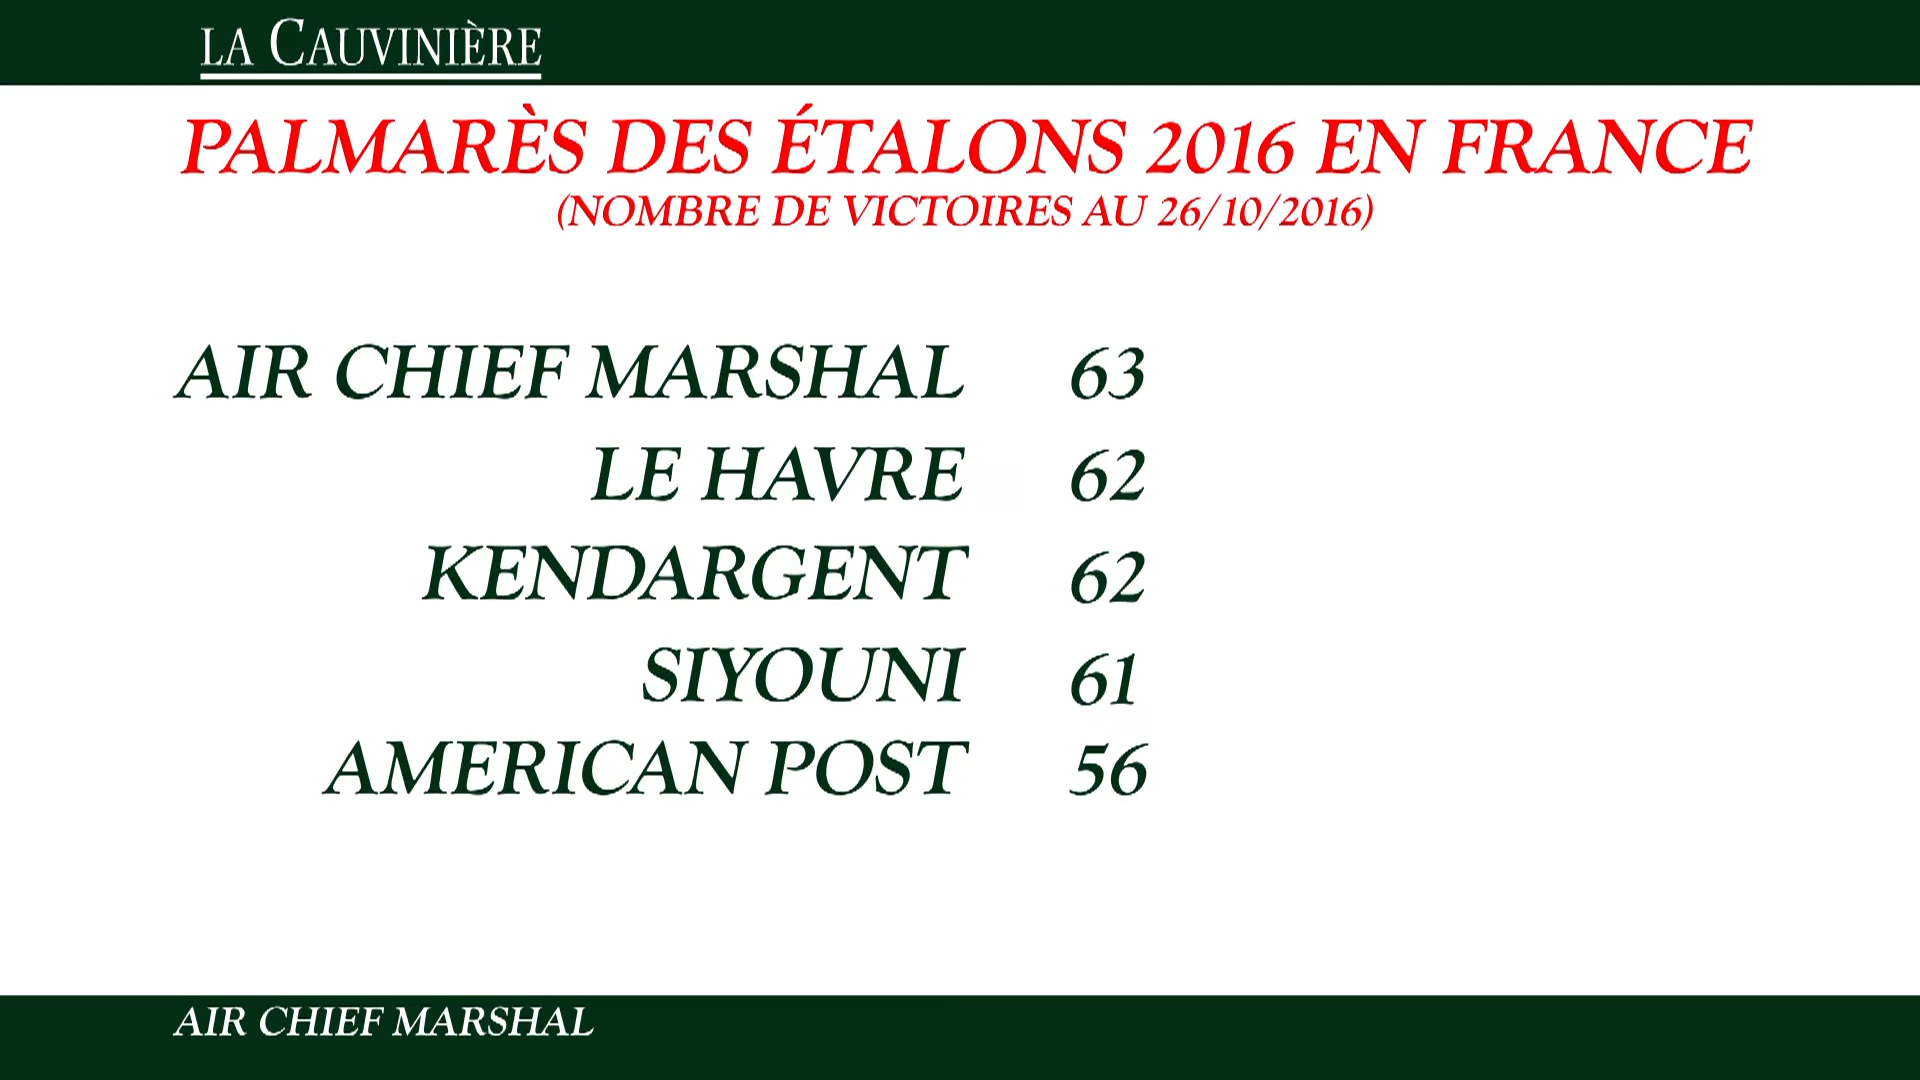 LA CAUVINIÈRE
PALMARÈS DES ÉTALONS 2016 EN FRANCE
(NOMBRE DE VICTOIRES AU 26/10/2016)
AIR CHIEF MARSHAL 63
LE HAVRE 62
KENDARGENT 62
SIYOUNI 61
AMERICAN POST 56
AIR CHIEF MARSHAL